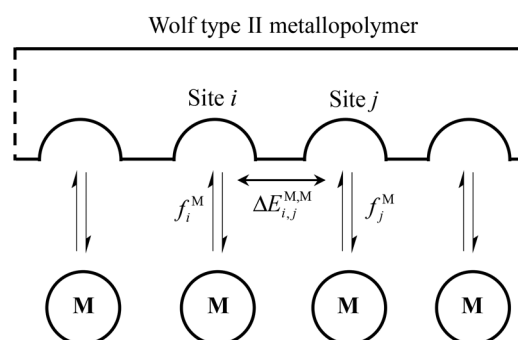 Wolf type II metallopolymer
Site i Site j
f_i^M ΔE_{i,j}^{M,M} f_j^M
M M M M